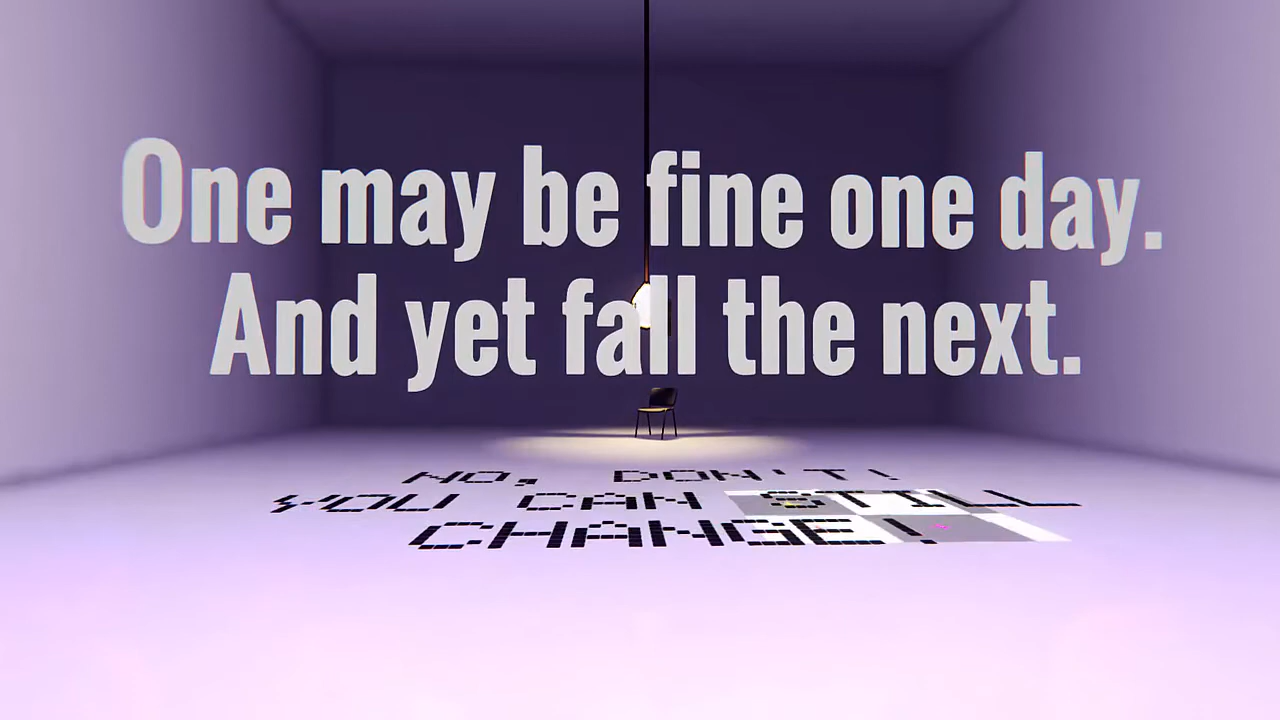 One may be fine one day.
And yet fall the next.
NO, DON'T!
YOU CAN STILL
CHANGE!